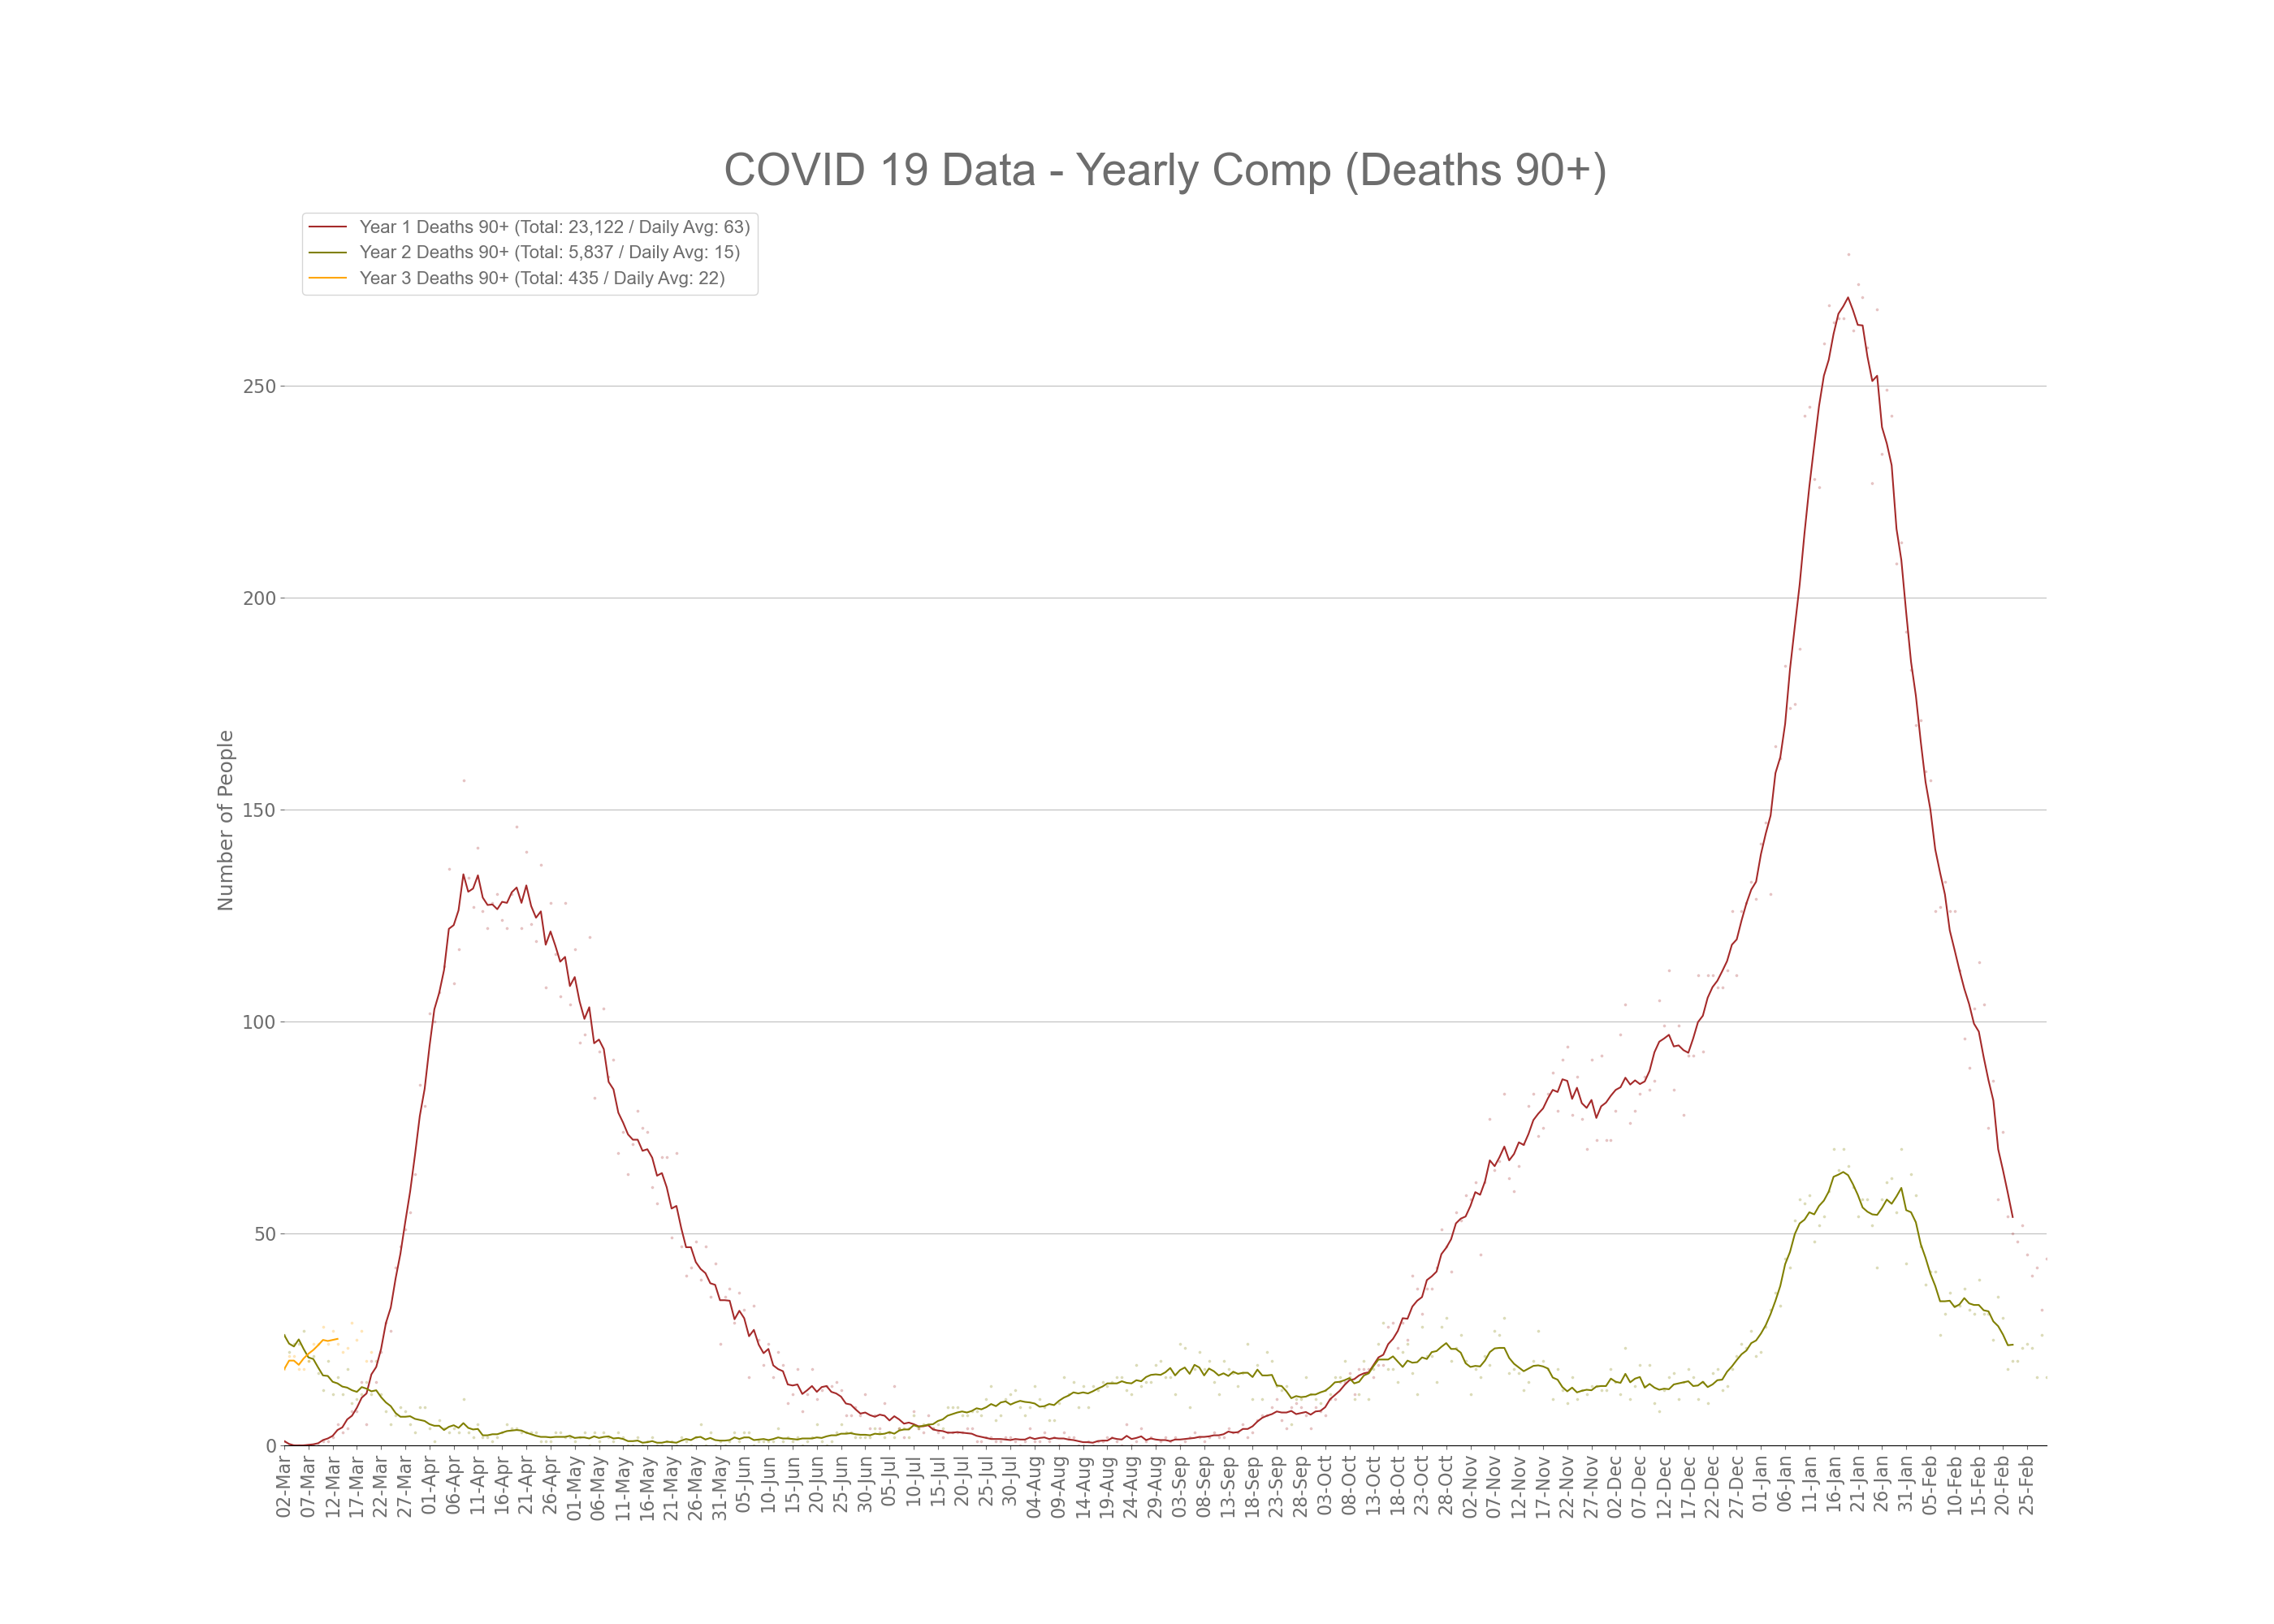 COVID 19 Data - Yearly Comp (Deaths 90+)
Year 1 Deaths 90+ (Total: 23,122 / Daily Avg: 63)
Year 2 Deaths 90+ (Total: 5,837 / Daily Avg: 15)
Year 3 Deaths 90+ (Total: 435 / Daily Avg: 22)
Number of People
250
200
150
100
50
0
02-Mar
07-Mar
12-Mar
17-Mar
22-Mar
27-Mar
01-Apr
06-Apr
11-Apr
16-Apr
21-Apr
26-Apr
01-May
06-May
11-May
16-May
21-May
26-May
31-May
05-Jun
10-Jun
15-Jun
20-Jun
25-Jun
30-Jun
05-Jul
10-Jul
15-Jul
20-Jul
25-Jul
30-Jul
04-Aug
09-Aug
14-Aug
19-Aug
24-Aug
29-Aug
03-Sep
08-Sep
13-Sep
18-Sep
23-Sep
28-Sep
03-Oct
08-Oct
13-Oct
18-Oct
23-Oct
28-Oct
02-Nov
07-Nov
12-Nov
17-Nov
22-Nov
27-Nov
02-Dec
07-Dec
12-Dec
17-Dec
22-Dec
27-Dec
01-Jan
06-Jan
11-Jan
16-Jan
21-Jan
26-Jan
31-Jan
05-Feb
10-Feb
15-Feb
20-Feb
25-Feb